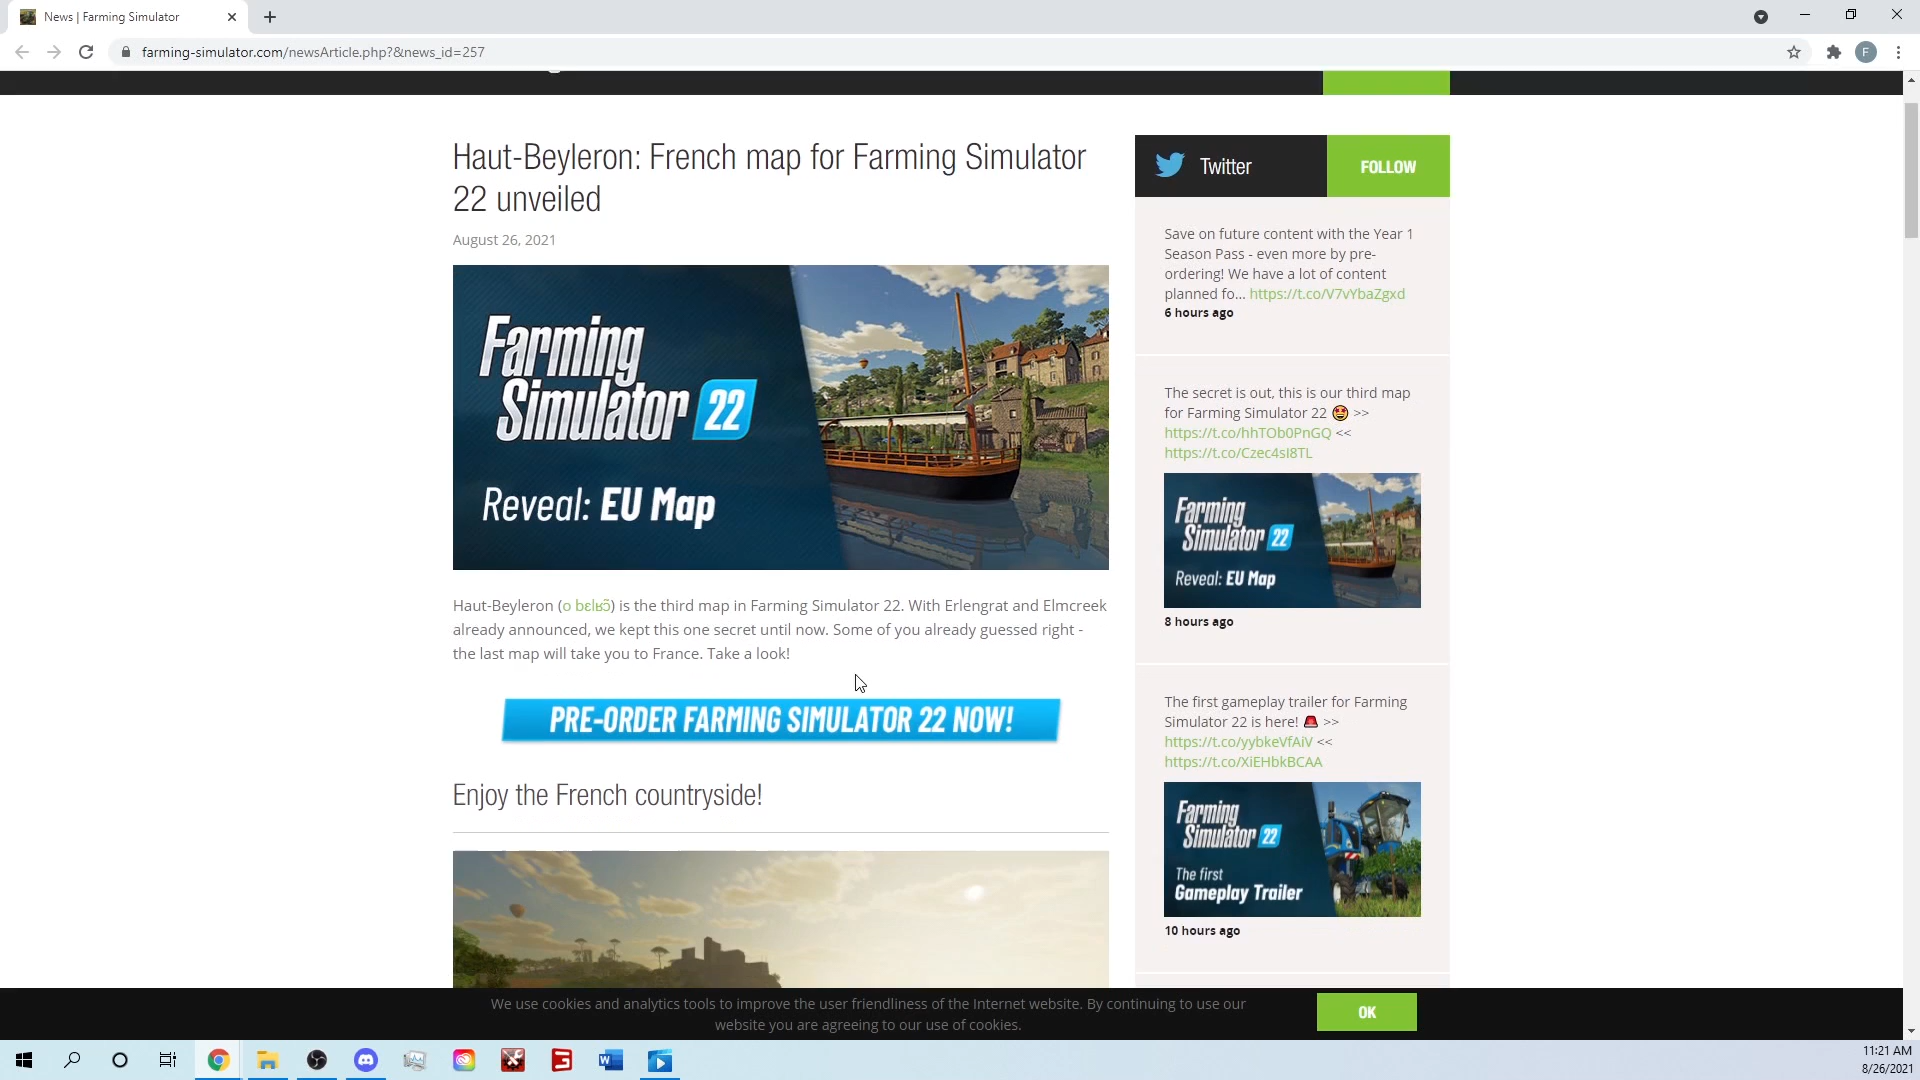 News | Farming Simulator
farming-simulator.com/newsArticle.php?&news_id=257
F
Haut-Beyleron: French map for Farming Simulator
22 unveiled
August 26, 2021
Farming
Simulator 22
Reveal: EU Map
Haut-Beyleron (o bɛlʁɔ̃) is the third map in Farming Simulator 22. With Erlengrat and Elmcreek
already announced, we kept this one secret until now. Some of you already guessed right -
the last map will take you to France. Take a look!
PRE-ORDER FARMING SIMULATOR 22 NOW!
Enjoy the French countryside!
Twitter
FOLLOW
Save on future content with the Year 1
Season Pass - even more by pre-
ordering! We have a lot of content
planned fo... https://t.co/V7vYbaZgxd
6 hours ago
The secret is out, this is our third map
for Farming Simulator 22 🤩 >>
https://t.co/hhTOb0PnGQ <<
https://t.co/Czec4sI8TL
Farming
Simulator 22
Reveal: EU Map
8 hours ago
The first gameplay trailer for Farming
Simulator 22 is here! 🚨 >>
https://t.co/yybkeVfAiV <<
https://t.co/XiEHbkBCAA
Farming
Simulator 22
The first
Gameplay Trailer
10 hours ago
We use cookies and analytics tools to improve the user friendliness of the Internet website. By continuing to use our
website you are agreeing to our use of cookies.
OK
11:21 AM
8/26/2021